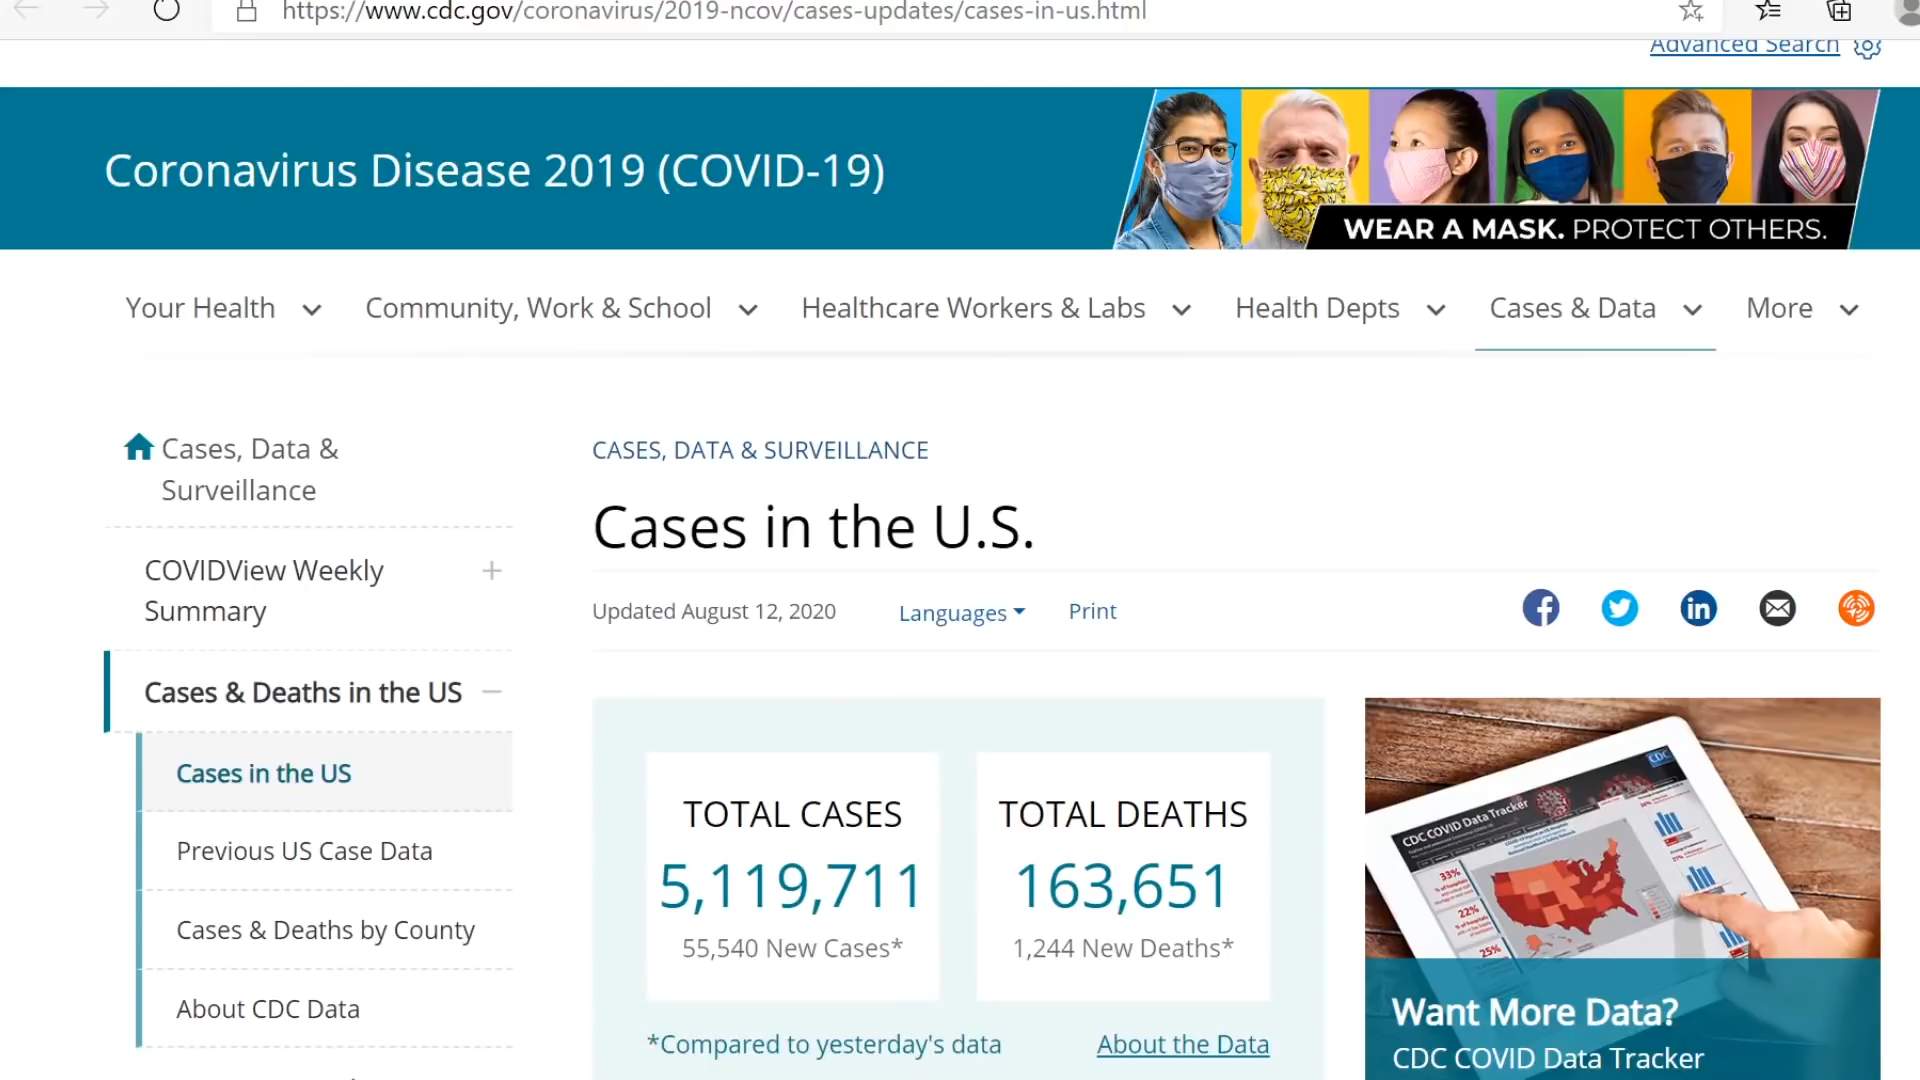 https://www.cdc.gov/coronavirus/2019-ncov/cases-updates/cases-in-us.html
Advanced Search
Coronavirus Disease 2019 (COVID-19)
WEAR A MASK. PROTECT OTHERS.
Your Health
Community, Work & School
Healthcare Workers & Labs
Health Depts
Cases & Data
More
Cases, Data &
Surveillance
COVIDView Weekly
Summary
Cases & Deaths in the US
Cases in the US
Previous US Case Data
Cases & Deaths by County
About CDC Data
CASES, DATA & SURVEILLANCE
Cases in the U.S.
Updated August 12, 2020
Languages
Print
TOTAL CASES
5,119,711
55,540 New Cases*
TOTAL DEATHS
163,651
1,244 New Deaths*
*Compared to yesterday's data
About the Data
CDC
CDC COVID Data Tracker
33%
22%
25%
Want More Data?
CDC COVID Data Tracker